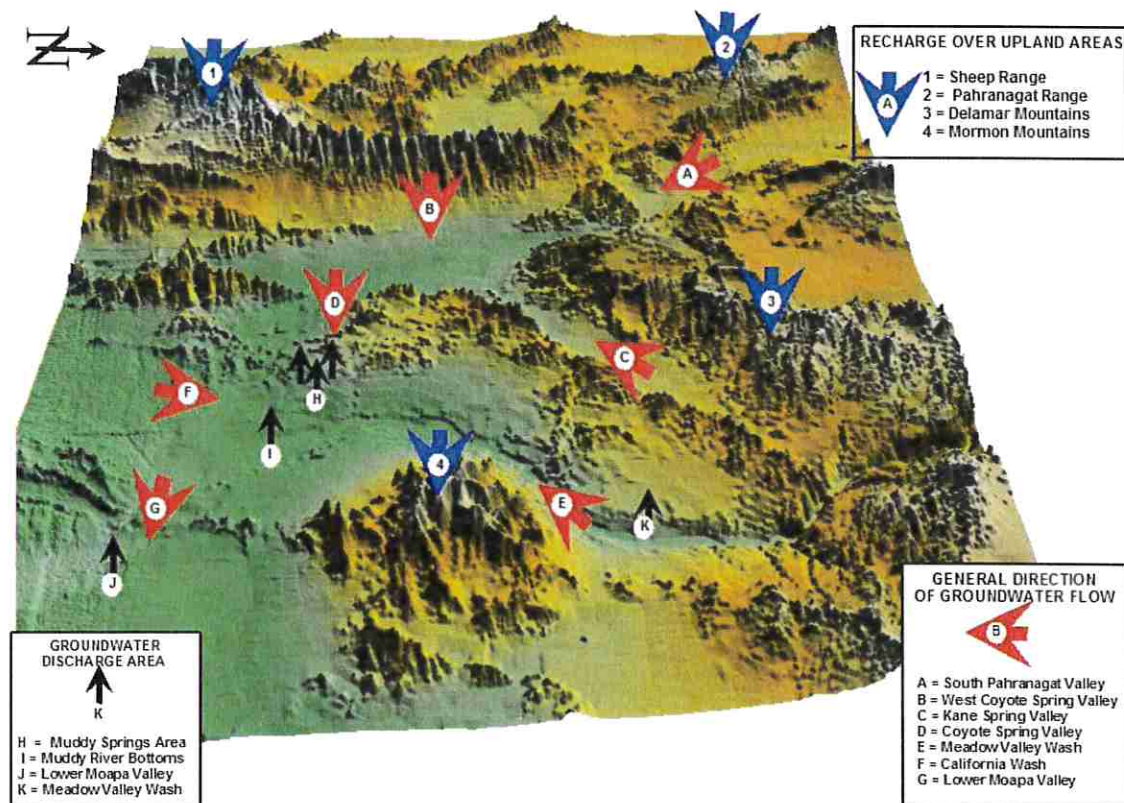 N
1
2
RECHARGE OVER UPLAND AREAS
A
1 = Sheep Range
2 = Pahranagat Range
3 = Delamar Mountains
4 = Mormon Mountains
A
B
D
3
C
F
H
I
4
G
E
K
J
GROUNDWATER
DISCHARGE AREA
K
H = Muddy Springs Area
I = Muddy River Bottoms
J = Lower Moapa Valley
K = Meadow Valley Wash
GENERAL DIRECTION
OF GROUNDWATER FLOW
B
A = South Pahranagat Valley
B = West Coyote Spring Valley
C = Kane Spring Valley
D = Coyote Spring Valley
E = Meadow Valley Wash
F = California Wash
G = Lower Moapa Valley